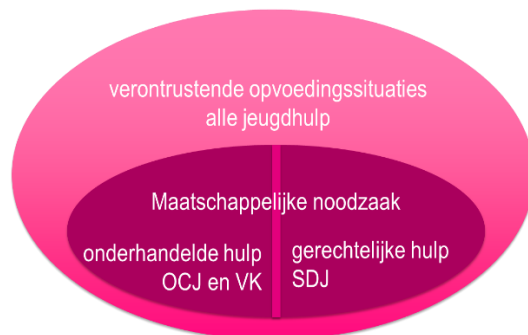 verontrustende opvoedingssituaties
alle jeugdhulp
Maatschappelijke noodzaak
onderhandelde hulp
OCJ en VK
gerechtelijke hulp
SDJ